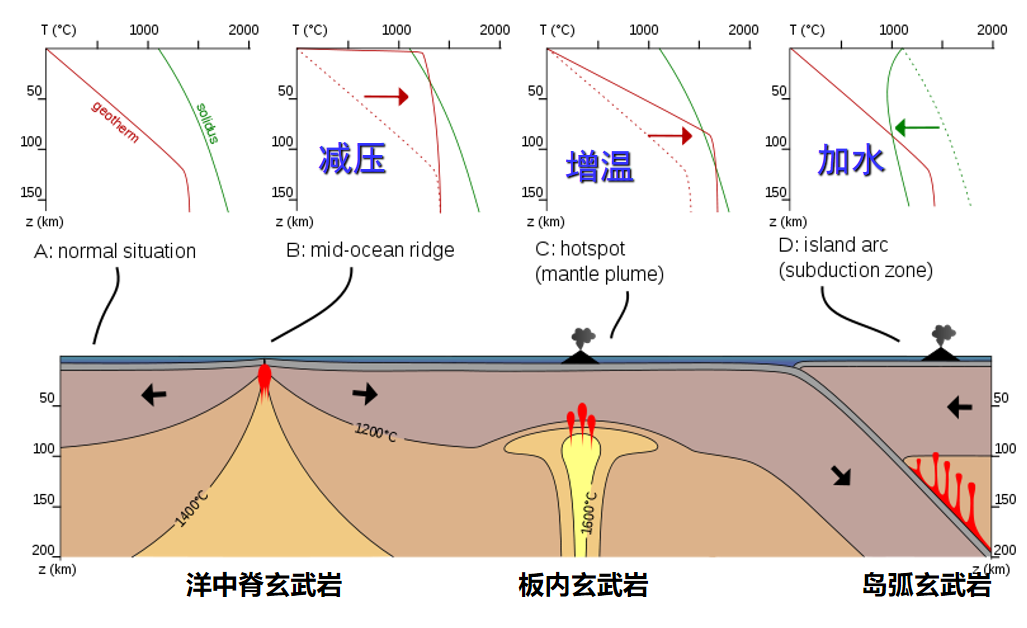 T (°C) 1000 2000
50
100
150
z (km)
geotherm
solidus
A: normal situation
T (°C) 1000 2000
50
100
150
z (km)
减压
B: mid-ocean ridge
T (°C) 1000 2000
50
100
150
z (km)
增温
C: hotspot
(mantle plume)
T (°C) 1000 2000
50
100
150
z (km)
加水
D: island arc
(subduction zone)
50
100
150
200
z (km)
1200°C
1400°C
1600°C
50
100
150
200
z (km)
洋中脊玄武岩
板内玄武岩
岛弧玄武岩